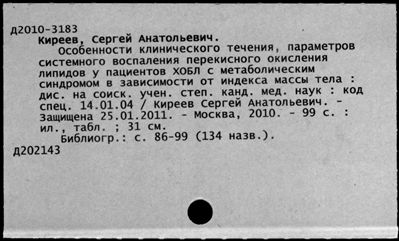 Д2010-3183
Киреев, Сергей Анатольевич.
Особенности клинического течения, параметров
системного воспаления перекисного окисления
липидов у пациентов ХОБЛ с метаболическим
синдромом в зависимости от индекса массы тела :
дис. на соиск. учен. степ. канд. мед. наук : код
спец. 14.01.04 / Киреев Сергей Анатольевич. -
Защищена 25.01.2011. - Москва, 2010. - 99 с. :
ил., табл. ; 31 см.
Библиогр.: с. 86-99 (134 назв.).
Д202143